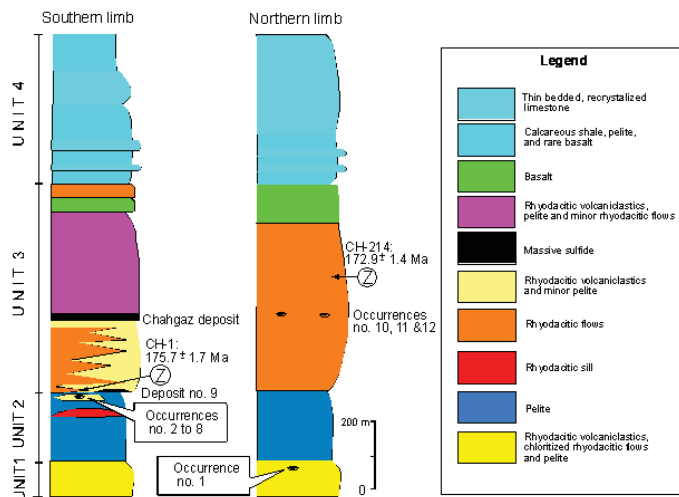 Southern limb
Northern limb
UNIT 4
UNIT 3
UNIT 2
UNIT1
Chahgaz deposit
CH-1:
175.7 ± 1.7 Ma
Z
Deposit no. 9
Occurrences
no. 2 to 8
Occurrence
no. 1
CH-214:
172.9± 1.4 Ma
Z
Occurrences
no. 10, 11 &12
200 m
0
Legend
Thin bedded, recrystalized
limestone
Calcareous shale, pelite,
and rare basalt
Basalt
Rhyodacitic volcaniclastics,
pelite and minor rhyodacitic flows
Massive sulfide
Rhyodacitic volcaniclastics
and minor pelite
Rhyodacitic flows
Rhyodacitic sill
Pelite
Rhyodacitic volcaniclastics,
chloritized rhyodacitic flows
and pelite